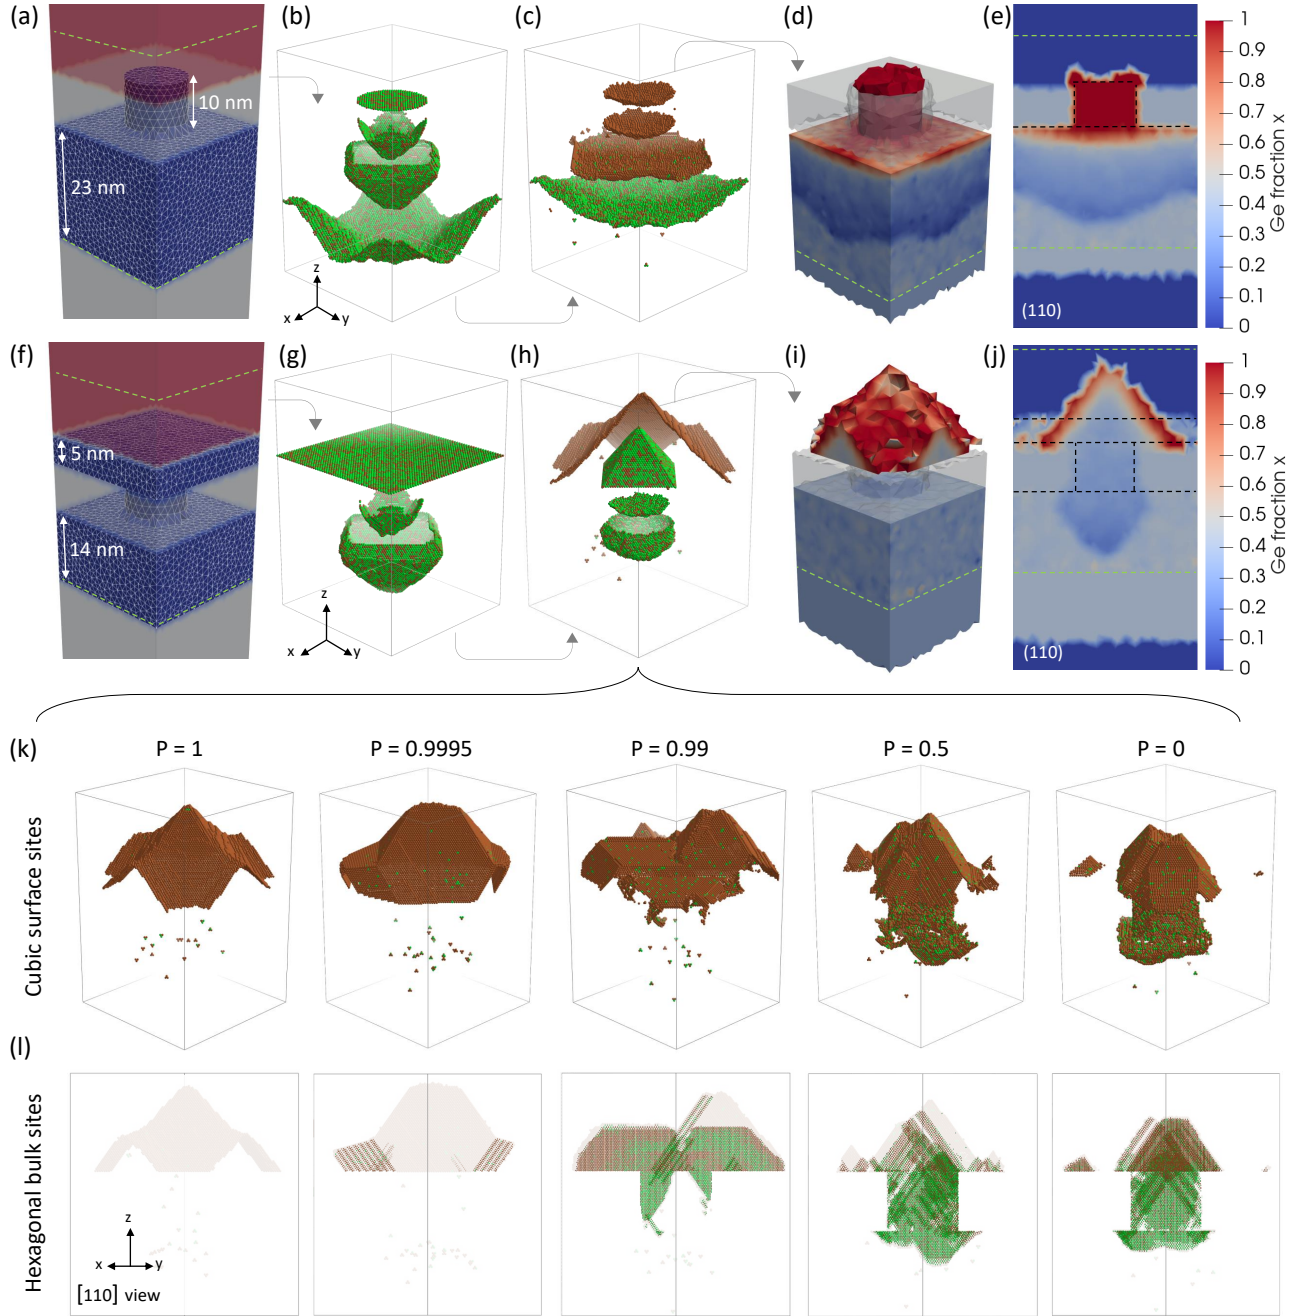 (a) (b) (c) (d) (e)
10 nm
23 nm
z
x y
(110)
1
0.9
0.8
0.7
0.6
0.5
0.4
0.3
0.2
0.1
0
Ge fraction x
(f) (g) (h) (i) (j)
5 nm
14 nm
z
x y
(110)
1
0.9
0.8
0.7
0.6
0.5
0.4
0.3
0.2
0.1
0
Ge fraction x
(k)
P = 1 P = 0.9995 P = 0.99 P = 0.5 P = 0
Cubic surface sites
(l)
Hexagonal bulk sites
z
x y
[110] view